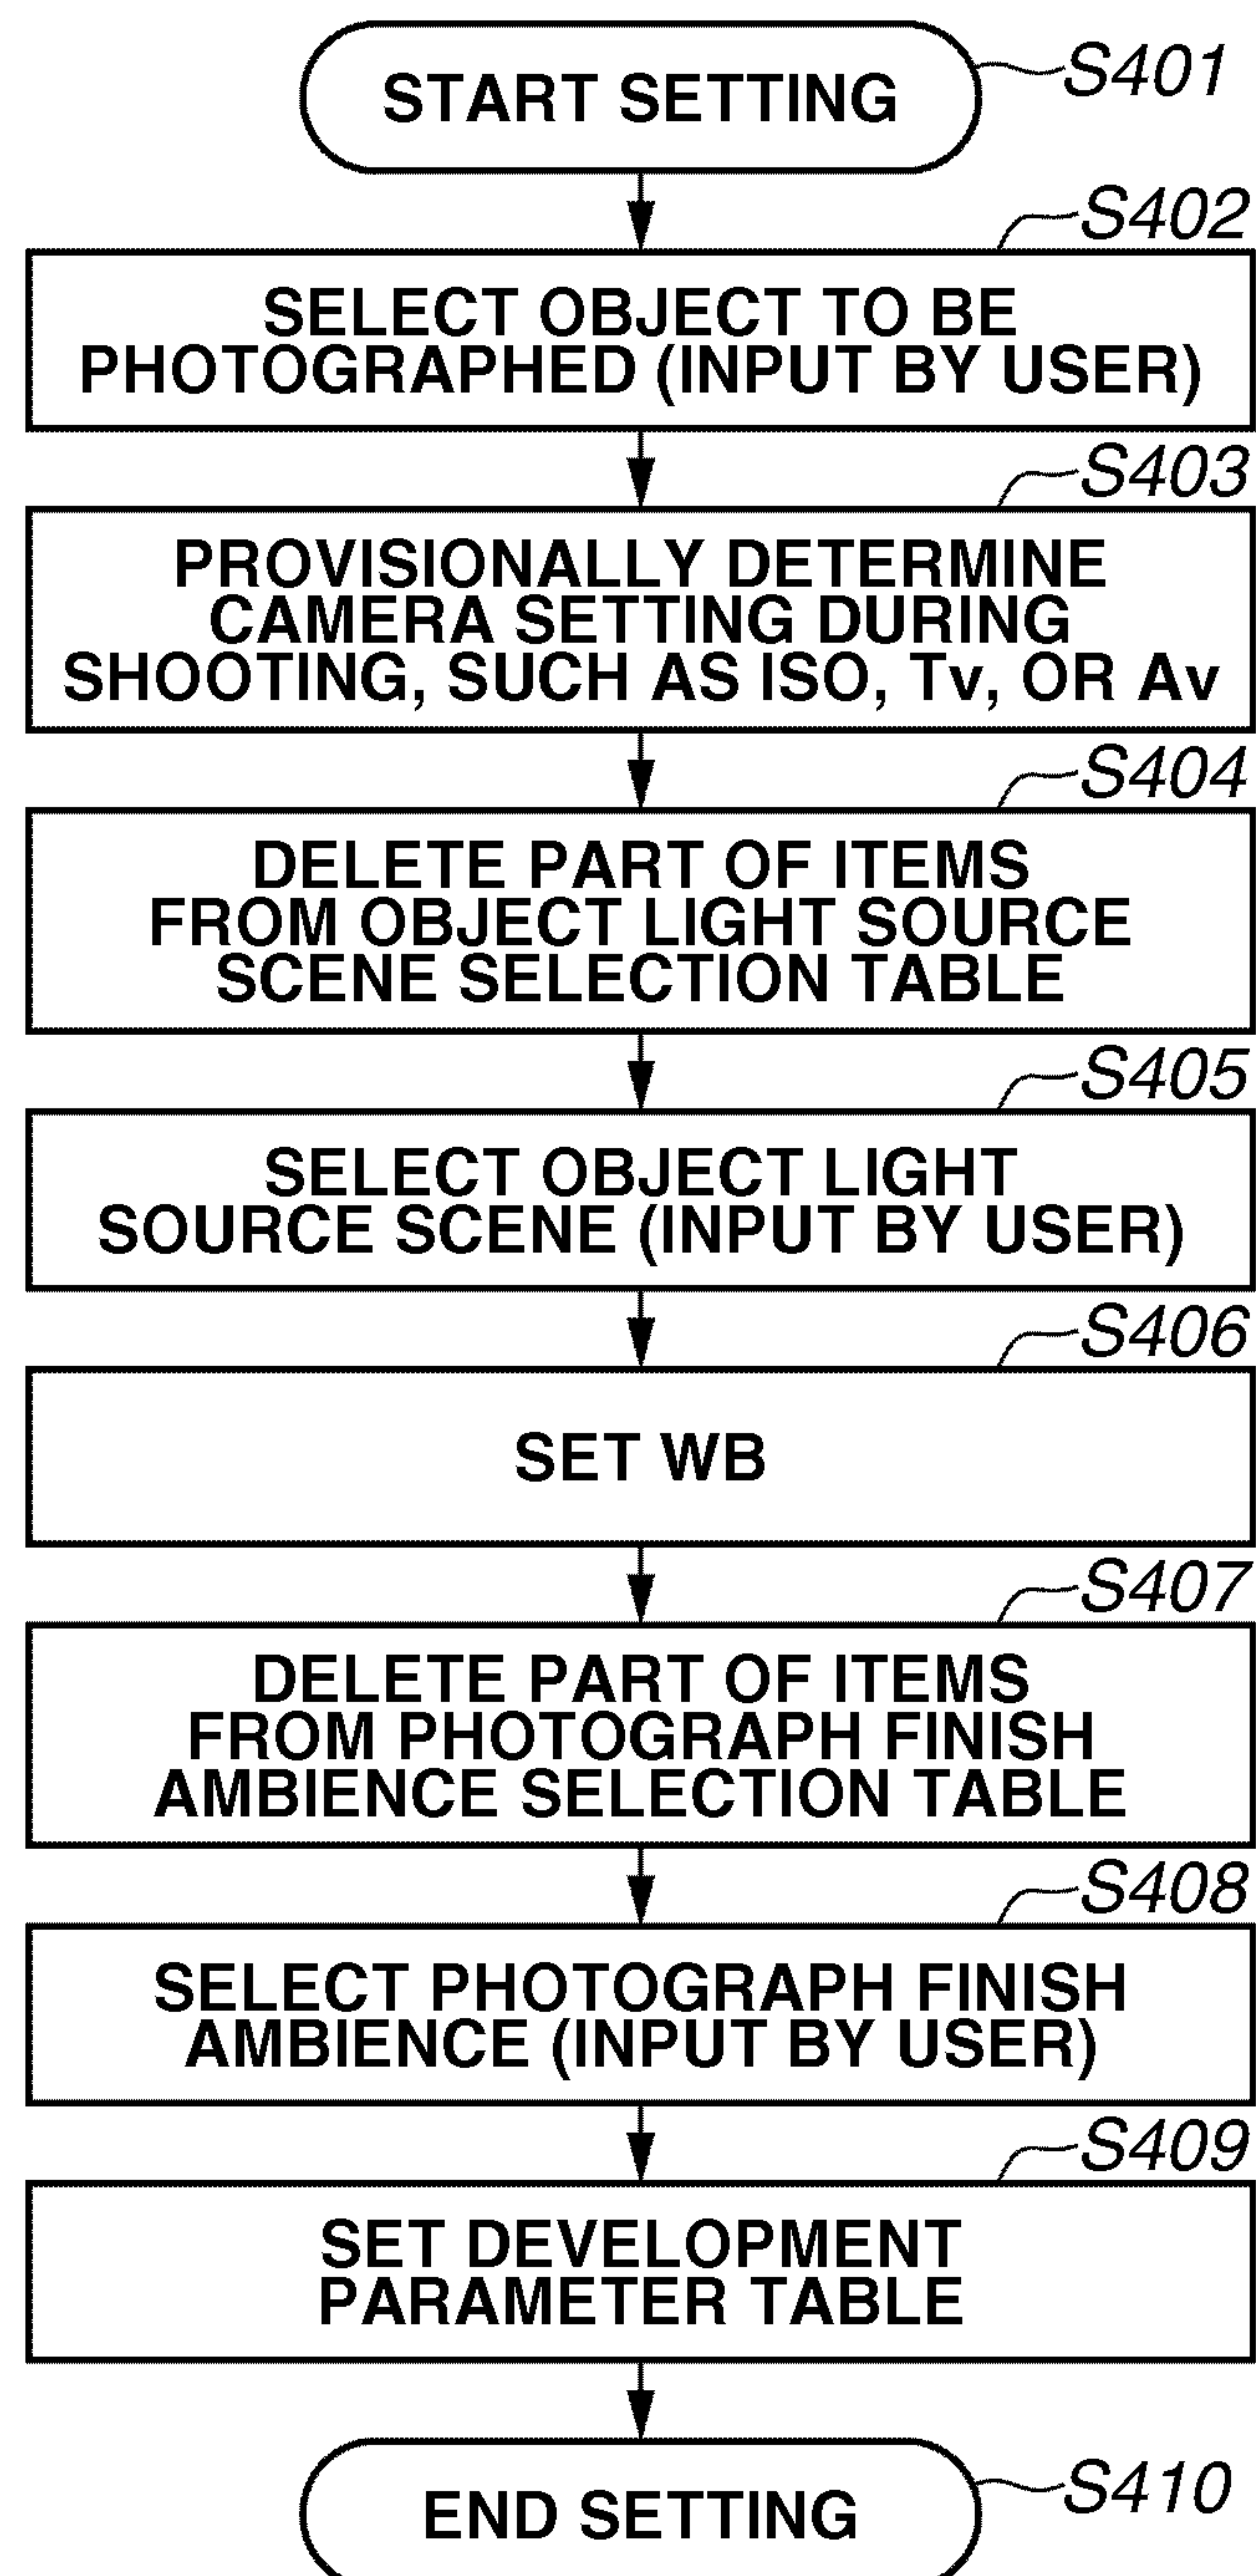 START SETTING
S401
S402
SELECT OBJECT TO BE
PHOTOGRAPHED (INPUT BY USER)
S403
PROVISIONALLY DETERMINE
CAMERA SETTING DURING
SHOOTING, SUCH AS ISO, Tv, OR Av
S404
DELETE PART OF ITEMS
FROM OBJECT LIGHT SOURCE
SCENE SELECTION TABLE
S405
SELECT OBJECT LIGHT
SOURCE SCENE (INPUT BY USER)
S406
SET WB
S407
DELETE PART OF ITEMS
FROM PHOTOGRAPH FINISH
AMBIENCE SELECTION TABLE
S408
SELECT PHOTOGRAPH FINISH
AMBIENCE (INPUT BY USER)
S409
SET DEVELOPMENT
PARAMETER TABLE
END SETTING
S410